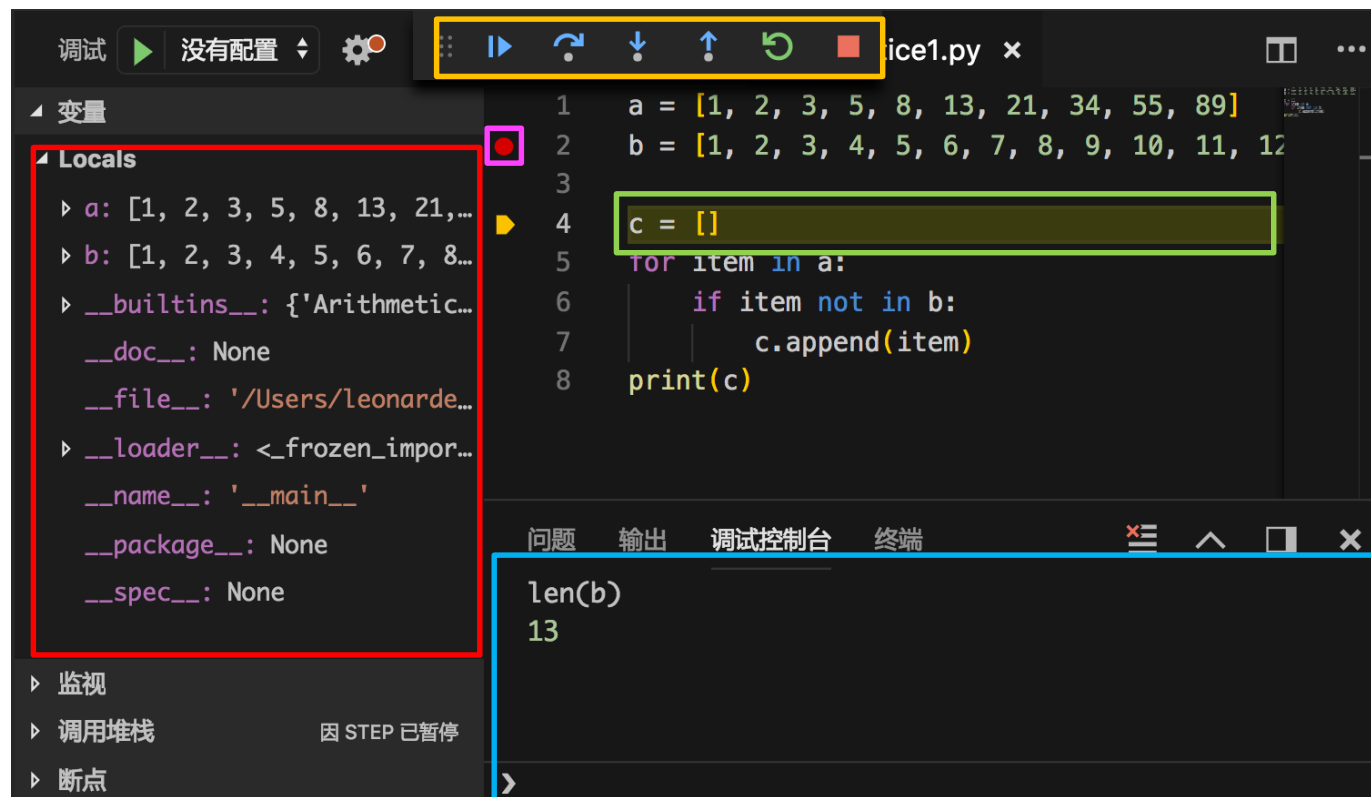 调试 没有配置
tice1.py
变量
Locals
a: [1, 2, 3, 5, 8, 13, 21,…
b: [1, 2, 3, 4, 5, 6, 7, 8…
__builtins__: {'Arithmetic…
__doc__: None
__file__: '/Users/leonarde…
__loader__: <_frozen_impor…
__name__: '__main__'
__package__: None
__spec__: None
监视
调用堆栈 因 STEP 已暂停
断点
1 a = [1, 2, 3, 5, 8, 13, 21, 34, 55, 89]
2 b = [1, 2, 3, 4, 5, 6, 7, 8, 9, 10, 11, 12
3
4 c = []
5 for item in a:
6 if item not in b:
7 c.append(item)
8 print(c)
问题 输出 调试控制台 终端
len(b)
13